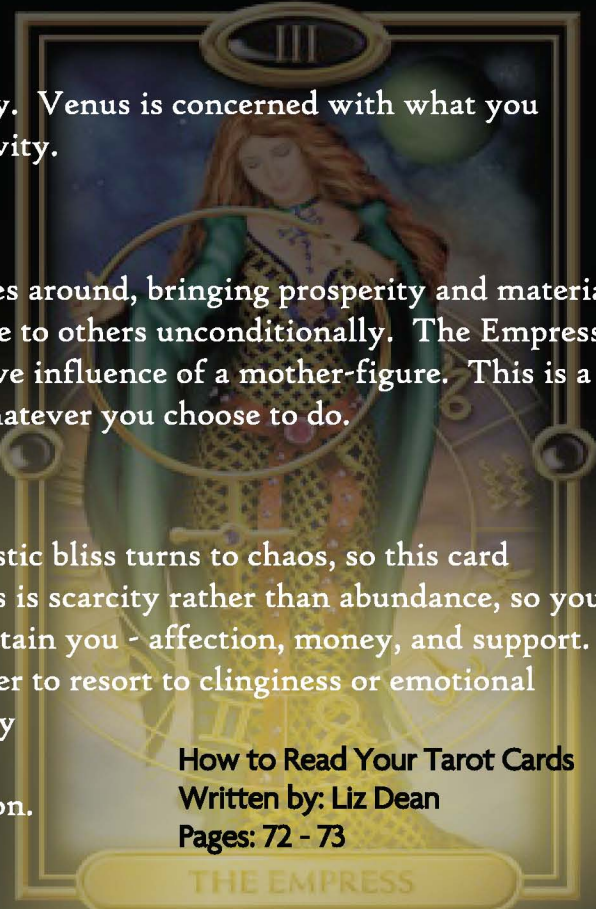 III
y. Venus is concerned with what you
vity.
es around, bringing prosperity and materia
e to others unconditionally. The Empress
ve influence of a mother-figure. This is a
hatever you choose to do.
stic bliss turns to chaos, so this card
s is scarcity rather than abundance, so you
tain you - affection, money, and support.
er to resort to clinginess or emotional
y
on.
How to Read Your Tarot Cards
Written by: Liz Dean
Pages: 72 - 73
THE EMPRESS